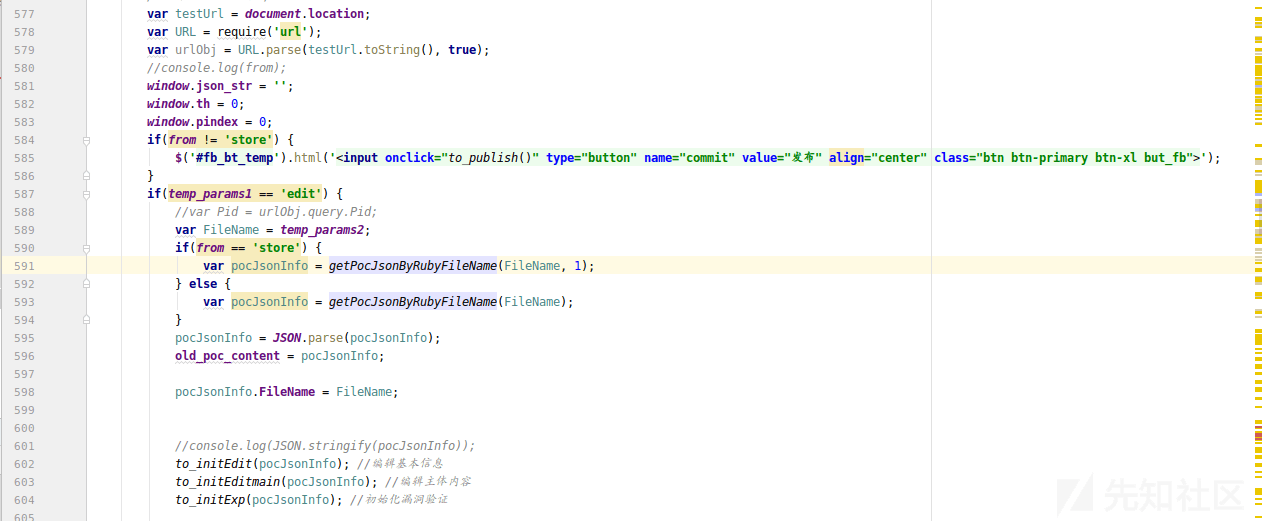 577 var testUrl = document.location;
578 var URL = require('url');
579 var urlObj = URL.parse(testUrl.toString(), true);
580 //console.log(from);
581 window.json_str = '';
582 window.th = 0;
583 window.pindex = 0;
584 if(from != 'store') {
585 $('#fb_bt_temp').html('<input onclick="to_publish()" type="button" name="commit" value="发布" align="center" class="btn btn-primary btn-xl but_fb">');
586 }
587 if(temp_params1 == 'edit') {
588 //var Pid = urlObj.query.Pid;
589 var FileName = temp_params2;
590 if(from == 'store') {
591 var pocJsonInfo = getPocJsonByRubyFileName(FileName, 1);
592 } else {
593 var pocJsonInfo = getPocJsonByRubyFileName(FileName);
594 }
595 pocJsonInfo = JSON.parse(pocJsonInfo);
596 old_poc_content = pocJsonInfo;
597
598 pocJsonInfo.FileName = FileName;
599
600
601 //console.log(JSON.stringify(pocJsonInfo));
602 to_initEdit(pocJsonInfo); //编辑基本信息
603 to_initEditmain(pocJsonInfo); //编辑主体内容
604 to_initExp(pocJsonInfo); //初始化漏洞验证
605
先知社区